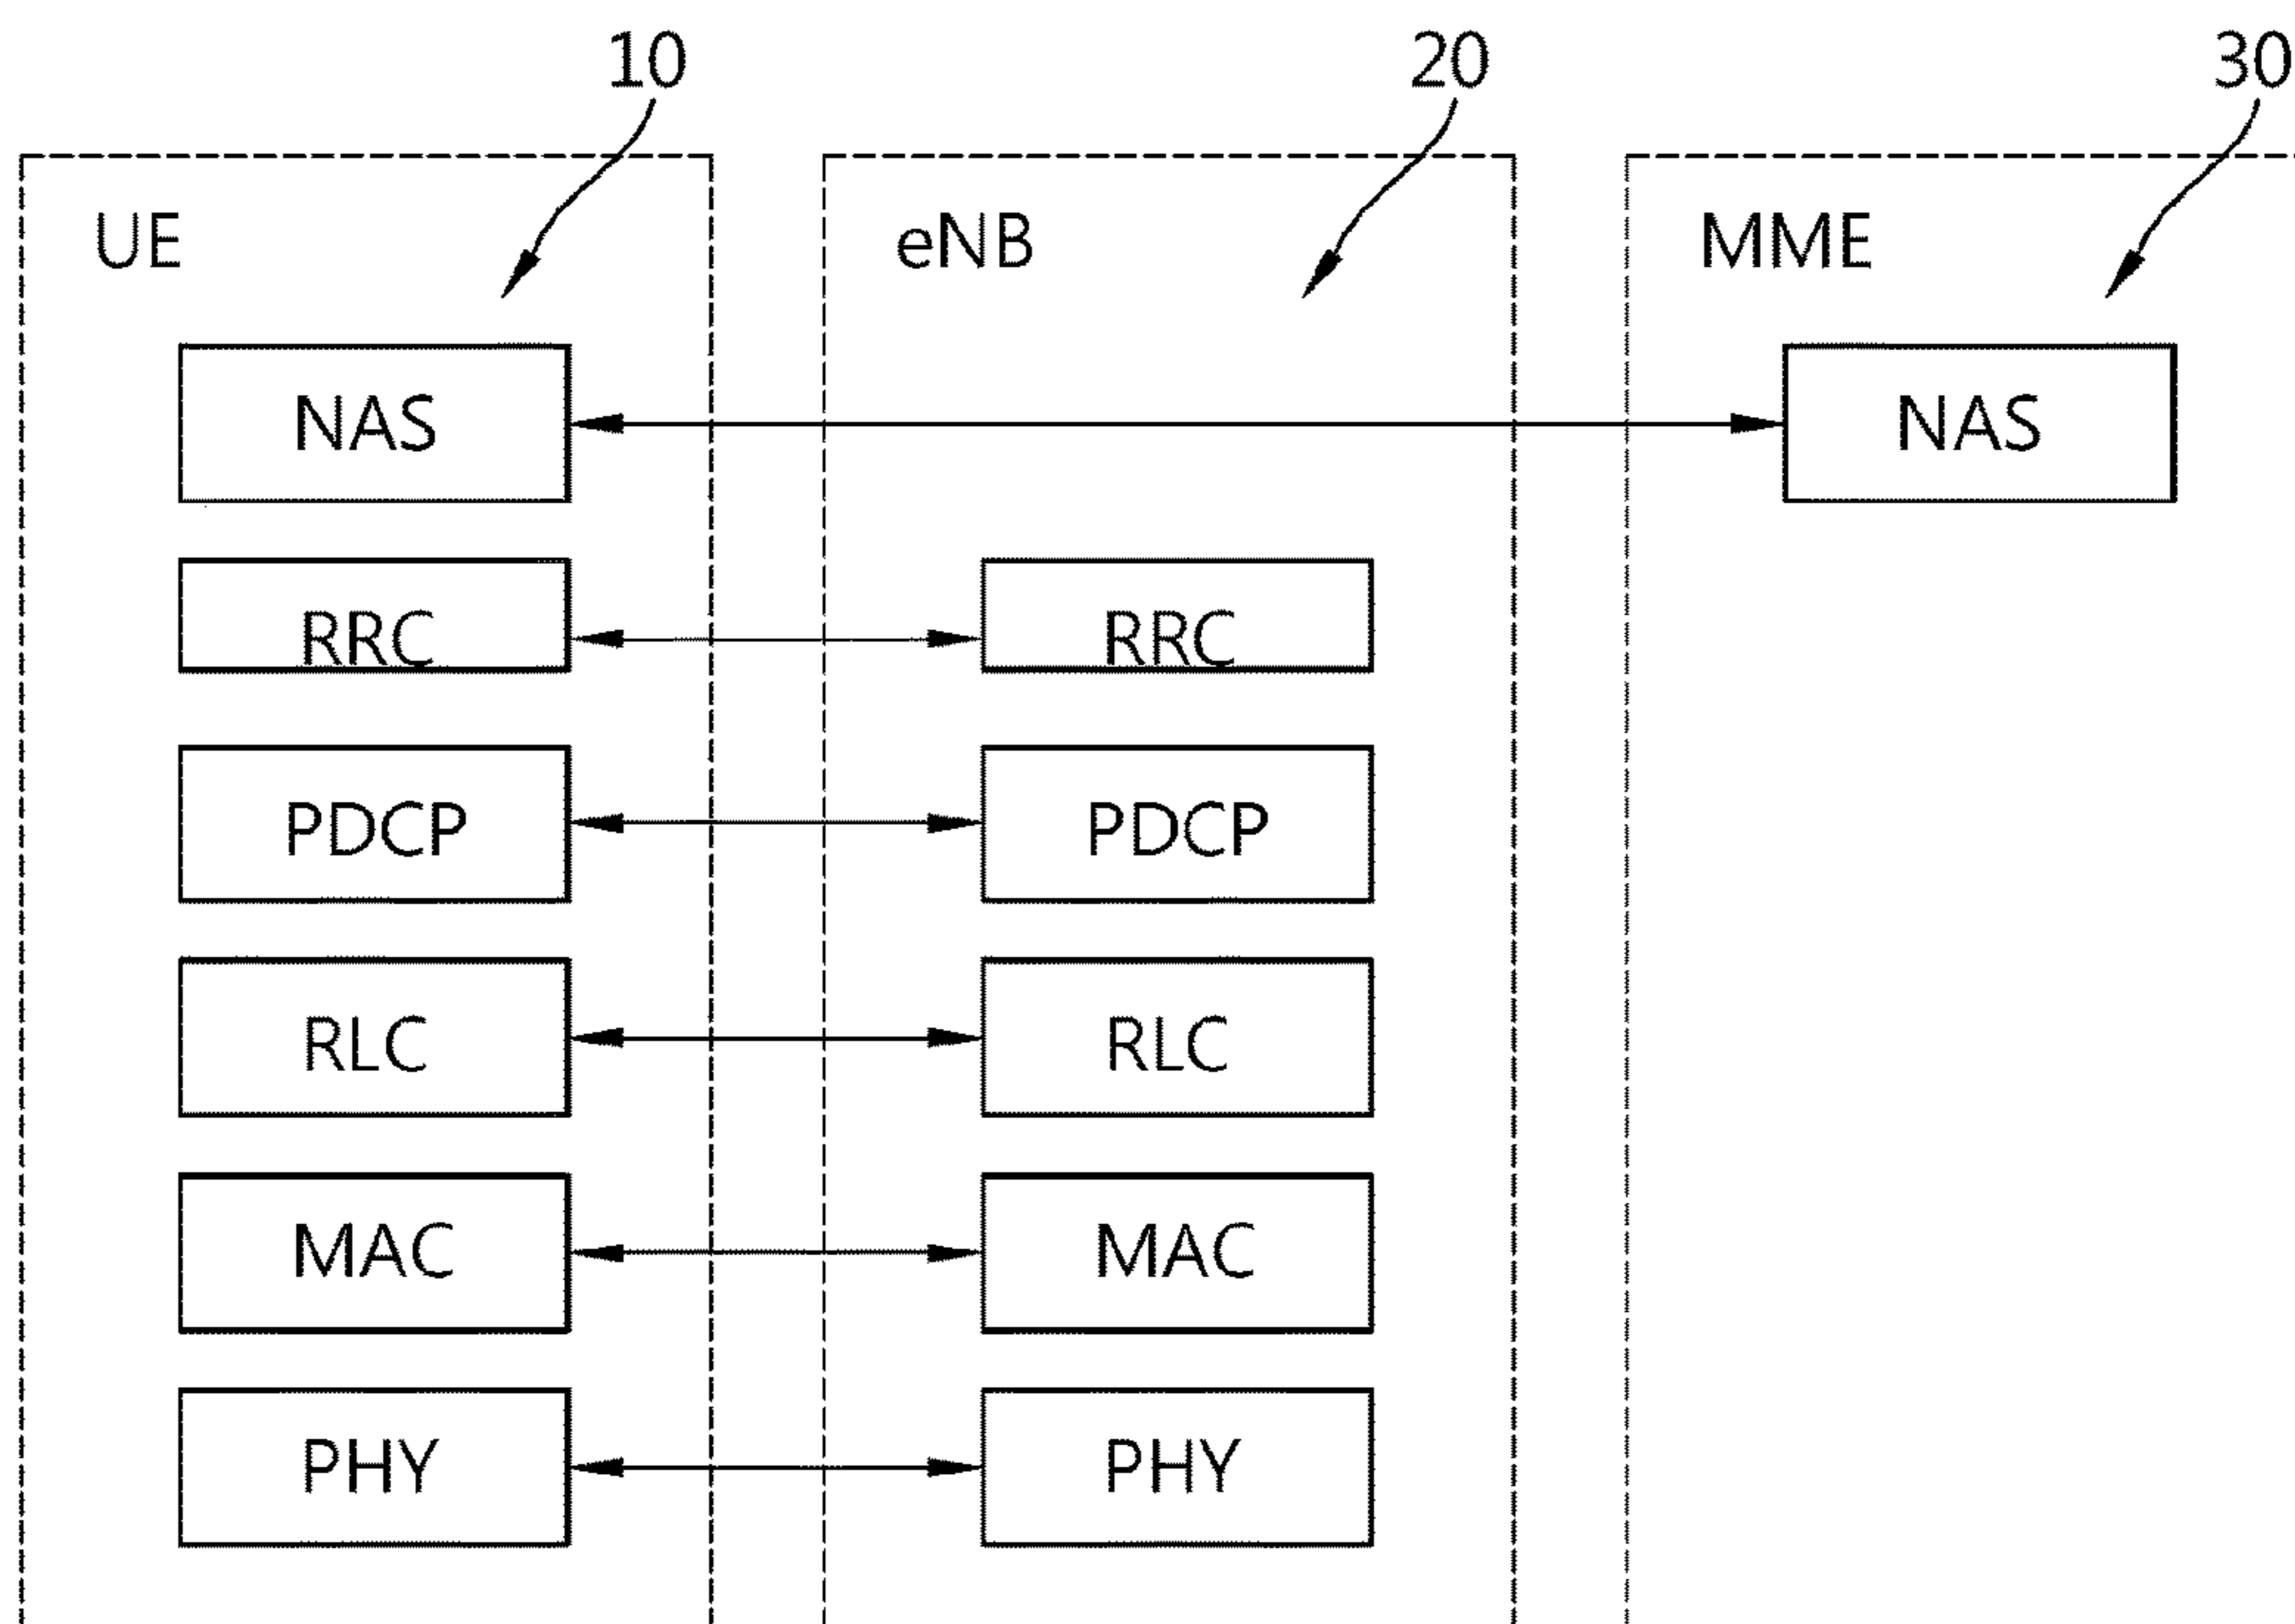 10 20 30
UE eNB MME
NAS NAS
RRC RRC
PDCP PDCP
RLC RLC
MAC MAC
PHY PHY